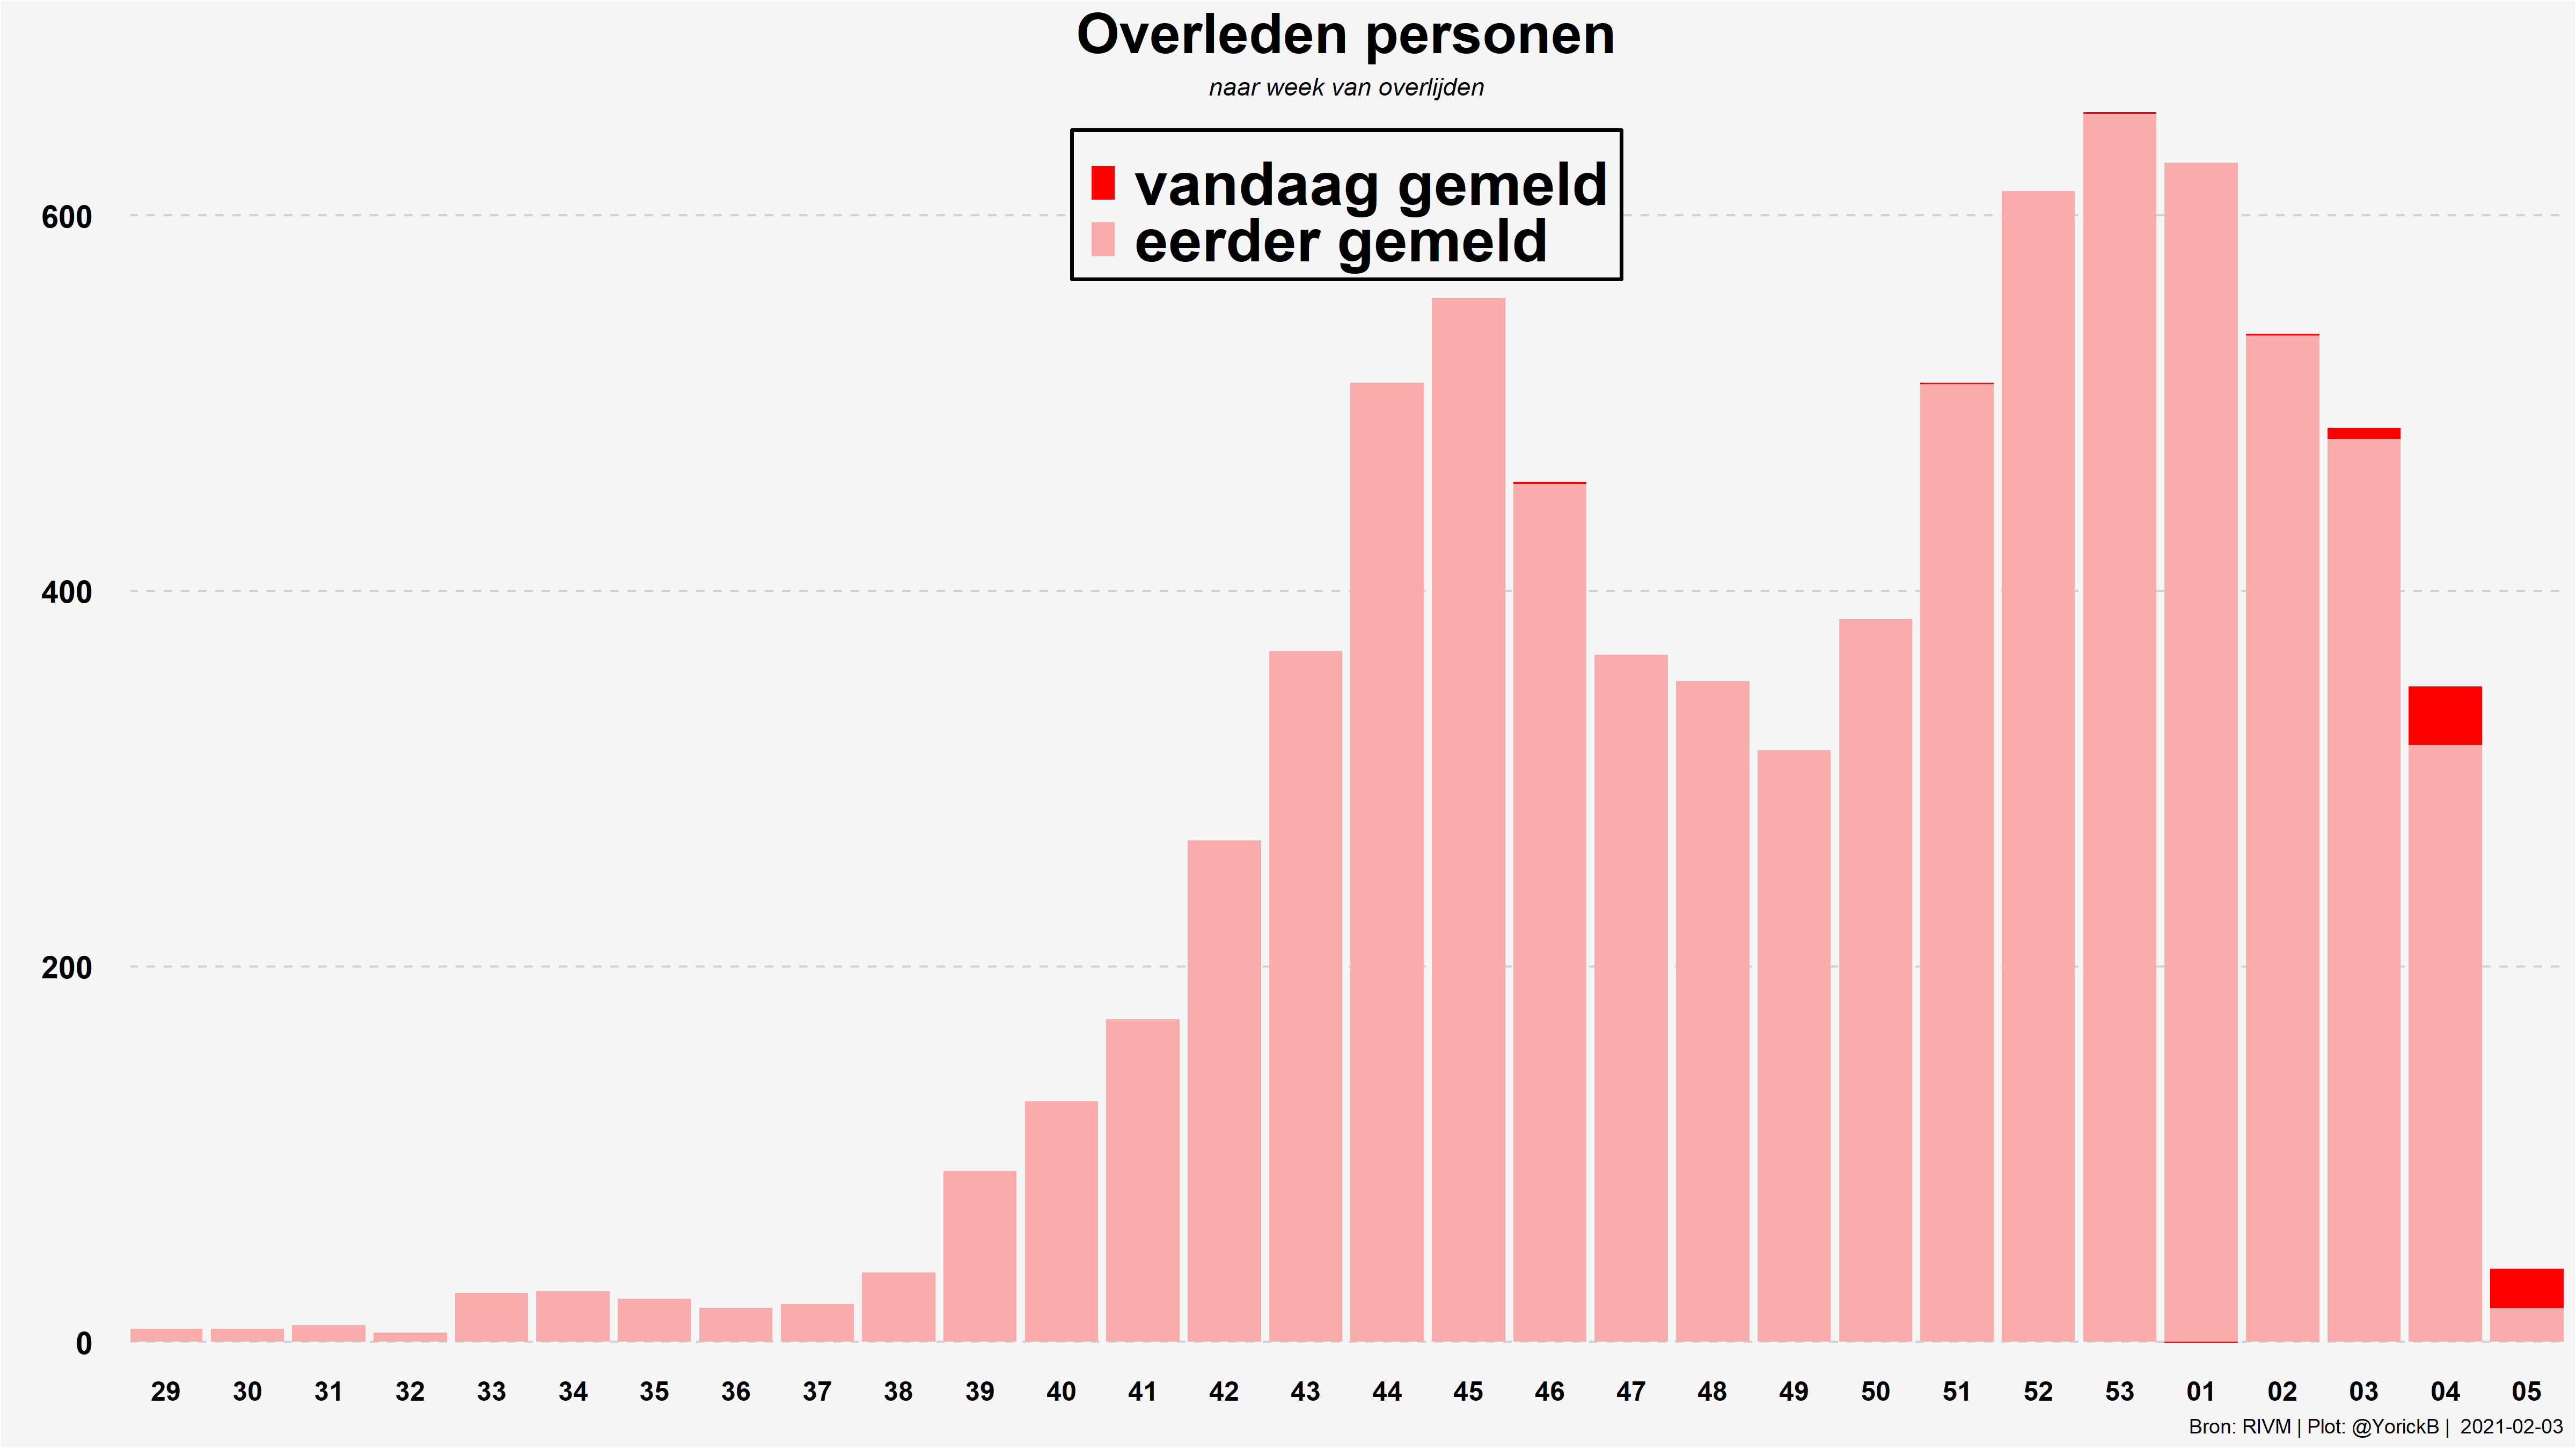 Overleden personen
naar week van overlijden
vandaag gemeld
eerder gemeld
600
400
200
0
29 30 31 32 33 34 35 36 37 38 39 40 41 42 43 44 45 46 47 48 49 50 51 52 53 01 02 03 04 05
Bron: RIVM | Plot: @YorickB | 2021-02-03